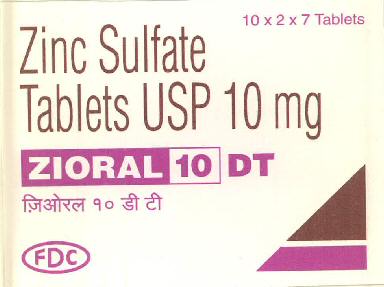 10 x 2 x 7 Tablets
Zinc Sulfate
Tablets USP 10 mg
ZIORAL 10 DT
ज़िओरल १० डी टी
FDC